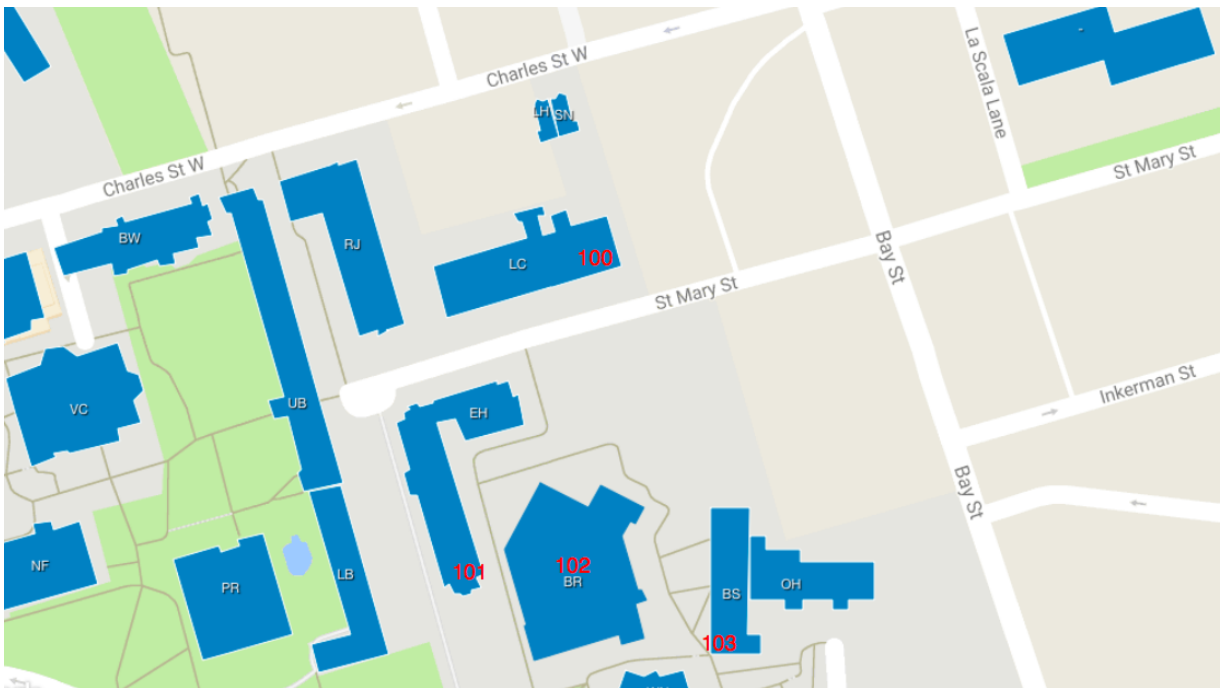 Charles St W
La Scala Lane
LH
SN
Charles St W
St Mary St
BW
RJ
LC
100
Bay St
St Mary St
Inkerman St
VC
UB
EH
Bay St
NF
PR
LB
101
102
BR
BS
OH
103